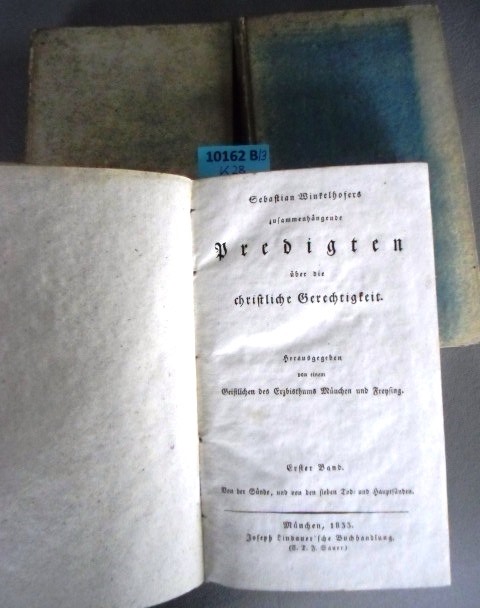 10162 B/3
K 28
Sebastian Winkelhofers
zusammenhängende
Predigten
über die
christliche Gerechtigkeit.
Herausgegeben
von einem
Geistlichen des Erzbisthums München und Freysing.
Erster Band.
Von der Sünde, und von den sieben Tod- und Hauptsünden.
München, 1833.
Joseph Lindauer'sche Buchhandlung.
(C. T. F. Sauer)